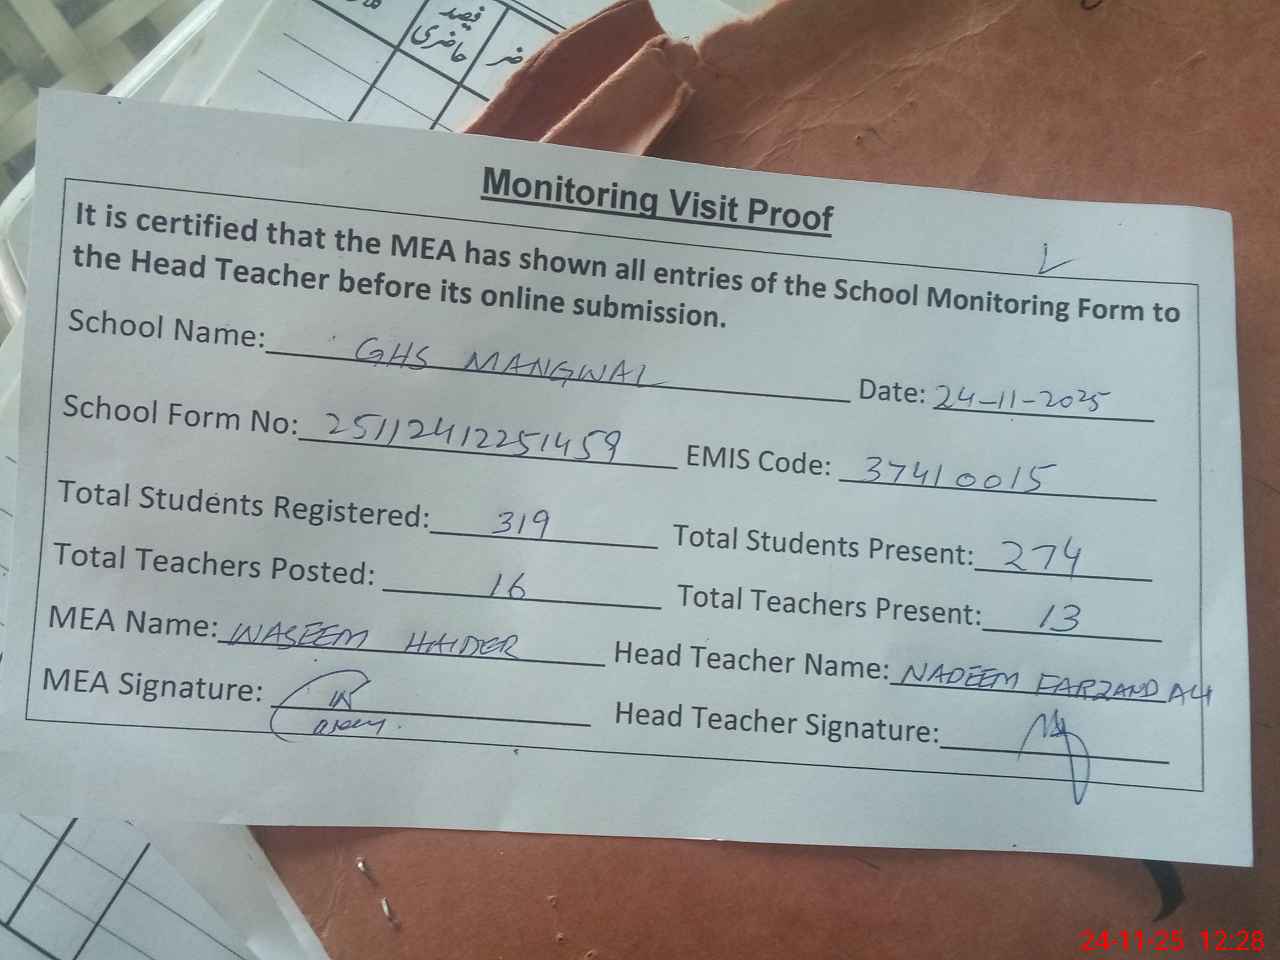 فیصد
حاضری
Monitoring Visit Proof
It is certified that the MEA has shown all entries of the School Monitoring Form to
the Head Teacher before its online submission.
School Name: GHS MANGWAL Date: 24-11-2025
School Form No: 25112412251459 EMIS Code: 37410015
Total Students Registered: 319 Total Students Present: 274
Total Teachers Posted: 16 Total Teachers Present: 13
MEA Name: WASEEM HAIDER Head Teacher Name: NADEEM FARZAND ALI
MEA Signature: Head Teacher Signature:
24-11-25 12:28